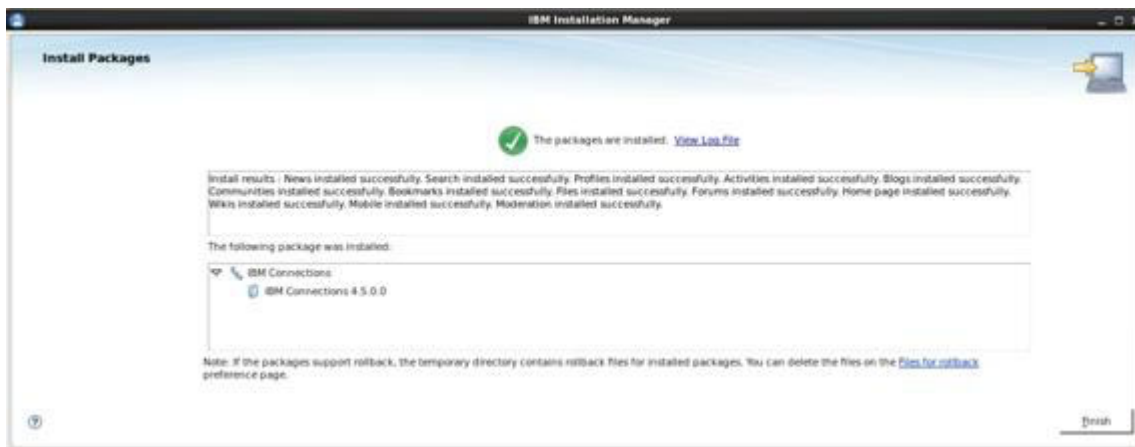 IBM Installation Manager
Install Packages
The packages are installed. View Log File
Install results : News installed successfully. Search installed successfully. Profiles installed successfully. Activities installed successfully. Blogs installed successfully.
Communities installed successfully. Bookmarks installed successfully. Files installed successfully. Forums installed successfully. Home page installed successfully.
Wikis installed successfully. Mobile installed successfully. Moderation installed successfully.
The following package was installed:
IBM Connections
IBM Connections 4.5.0.0
Note: If the packages support rollback, the temporary directory contains rollback files for installed packages. You can delete the files on the Files for rollback
preference page.
Finish